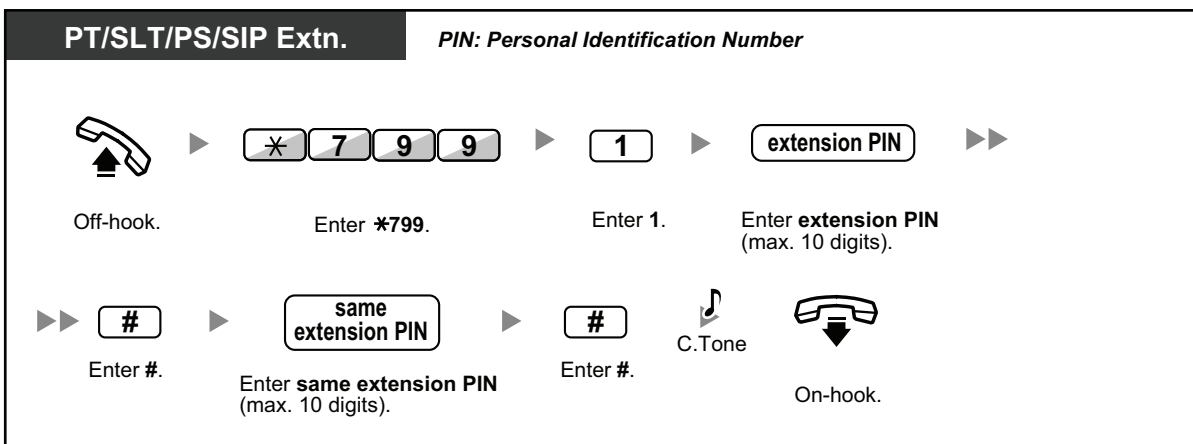 PT/SLT/PS/SIP Extn. PIN: Personal Identification Number
* 7 9 9 1 extension PIN
Off-hook. Enter *799. Enter 1. Enter extension PIN
(max. 10 digits).
# same
extension PIN #
C.Tone
Enter #. Enter same extension PIN
(max. 10 digits). Enter #. On-hook.